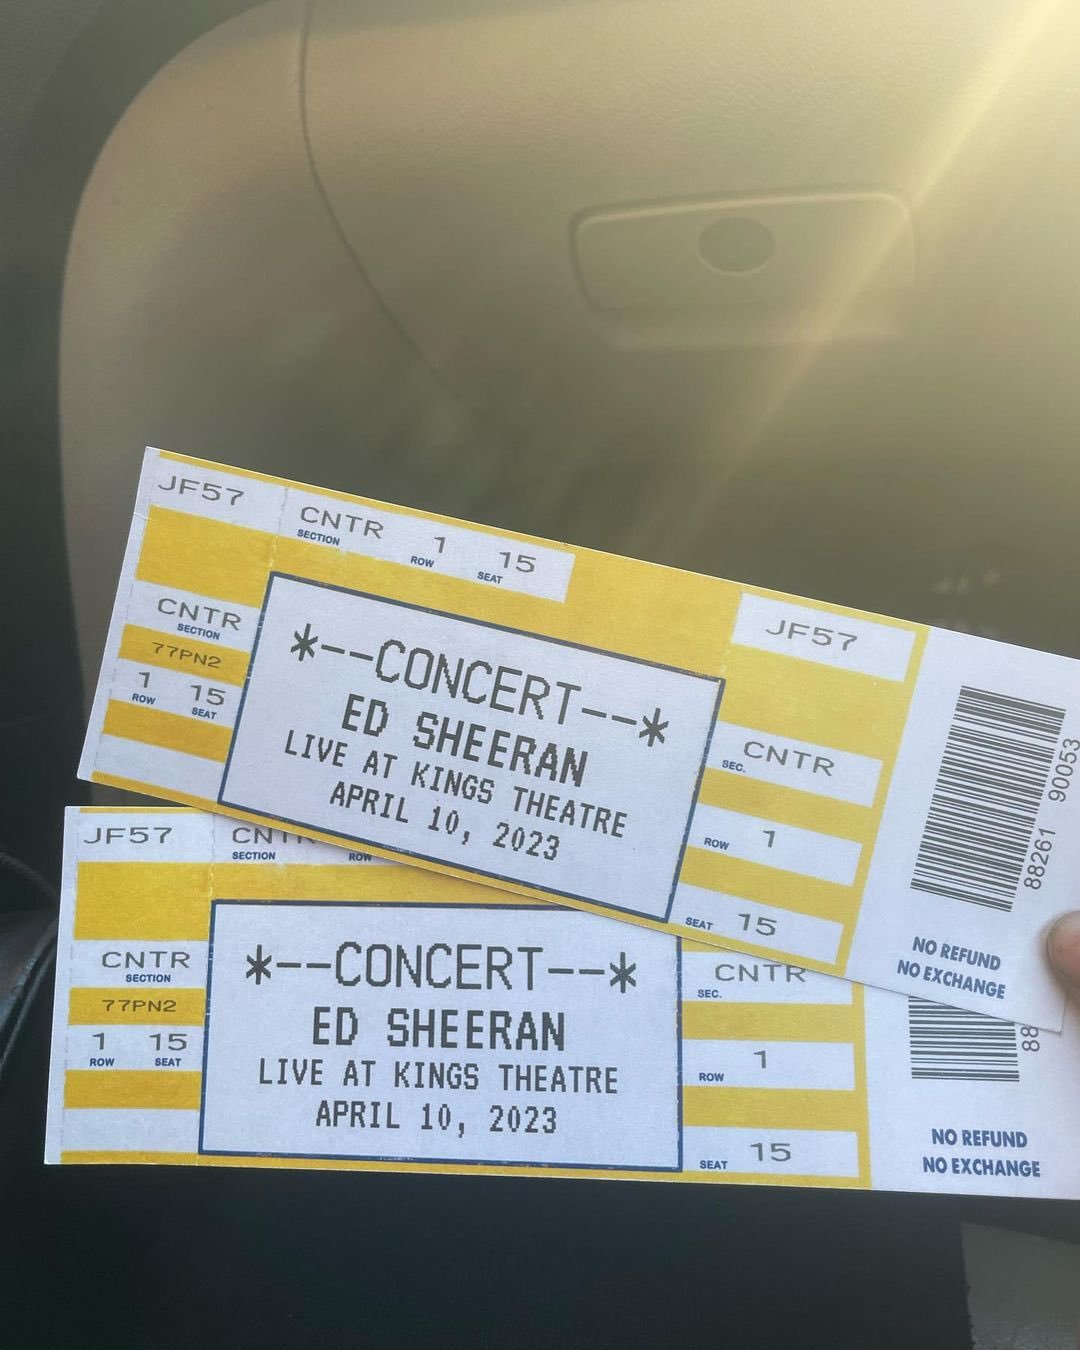 JF57
CNTR 1 15
SECTION ROW SEAT
CNTR
SECTION
77PN2
1 15
ROW SEAT
*--CONCERT--*
ED SHEERAN
LIVE AT KINGS THEATRE
APRIL 10, 2023
JF57
CNTR
SEC.
ROW 1
SEAT 15
88261 90053
NO REFUND
NO EXCHANGE
JF57
CNTR
SECTION ROW
CNTR
SECTION
77PN2
1 15
ROW SEAT
*--CONCERT--*
ED SHEERAN
LIVE AT KINGS THEATRE
APRIL 10, 2023
CNTR
SEC.
ROW 1
SEAT 15
88
NO REFUND
NO EXCHANGE